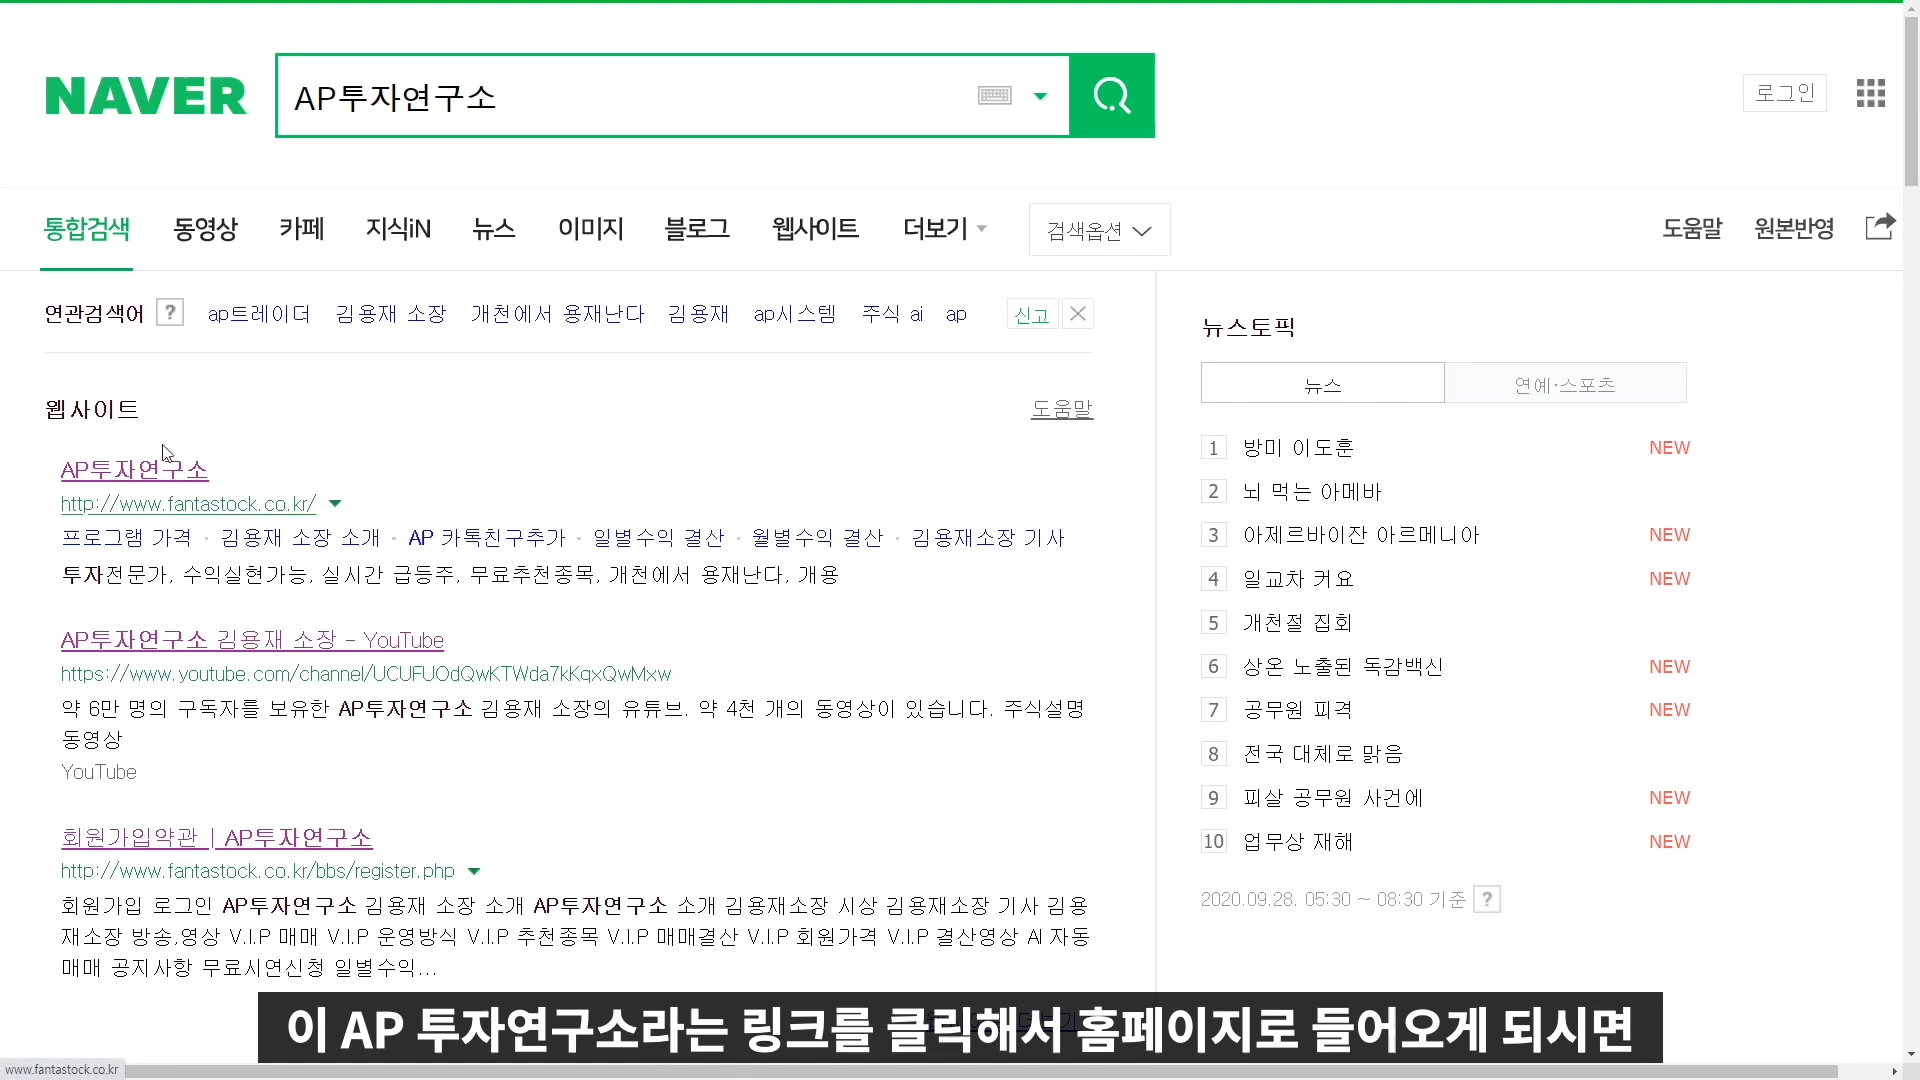 NAVER
AP투자연구소
로그인
통합검색 동영상 카페 지식iN 뉴스 이미지 블로그 웹사이트 더보기 검색옵션 도움말 원본반영
연관검색어 ? ap트레이더 김용재 소장 개천에서 용재난다 김용재 ap시스템 주식 ai ap 신고
웹사이트 도움말
AP투자연구소
http://www.fantastock.co.kr/
프로그램 가격 · 김용재 소장 소개 · AP 카톡친구추가 · 일별수익 결산 · 월별수익 결산 · 김용재소장 기사
투자전문가, 수익실현가능, 실시간 급등주, 무료추천종목, 개천에서 용재난다, 개용
AP투자연구소 김용재 소장 - YouTube
https://www.youtube.com/channel/UCUFUOdQwKTWda7kKqxQwMxw
약 6만 명의 구독자를 보유한 AP투자연구소 김용재 소장의 유튜브. 약 4천 개의 동영상이 있습니다. 주식설명
동영상
YouTube
회원가입약관 | AP투자연구소
http://www.fantastock.co.kr/bbs/register.php
회원가입 로그인 AP투자연구소 김용재 소장 소개 AP투자연구소 소개 김용재소장 시상 김용재소장 기사 김용
재소장 방송,영상 V.I.P 매매 V.I.P 운영방식 V.I.P 추천종목 V.I.P 매매결산 V.I.P 회원가격 V.I.P 결산영상 AI 자동
매매 공지사항 무료시연신청 일별수익...
뉴스토픽
뉴스 연예·스포츠
1 방미 이도훈 NEW
2 뇌 먹는 아메바
3 아제르바이잔 아르메니아 NEW
4 일교차 커요 NEW
5 개천절 집회
6 상온 노출된 독감백신 NEW
7 공무원 피격 NEW
8 전국 대체로 맑음
9 피살 공무원 사건에 NEW
10 업무상 재해 NEW
2020.09.28. 05:30 ~ 08:30 기준 ?
이 AP 투자연구소라는 링크를 클릭해서 홈페이지로 들어오게 되시면
www.fantastock.co.kr